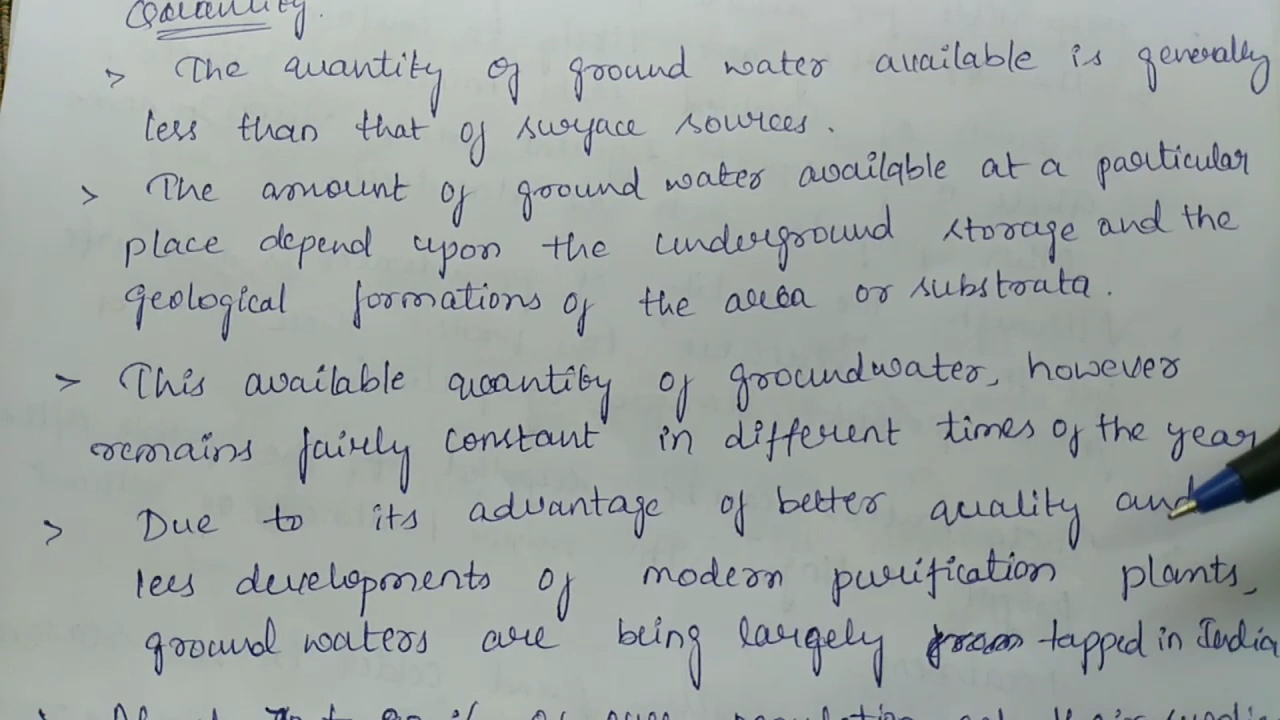 Quantity.
> The quantity of ground water available is generally
less than that of surface sources.
> The amount of ground water available at a particular
place depend upon the underground storage and the
geological formations of the area or substrata.
> This available quantity of groundwater, however
remains fairly constant in different times of the year
> Due to its advantage of better quality and
less developments of modern purification plants,
ground waters are being largely tapped in India